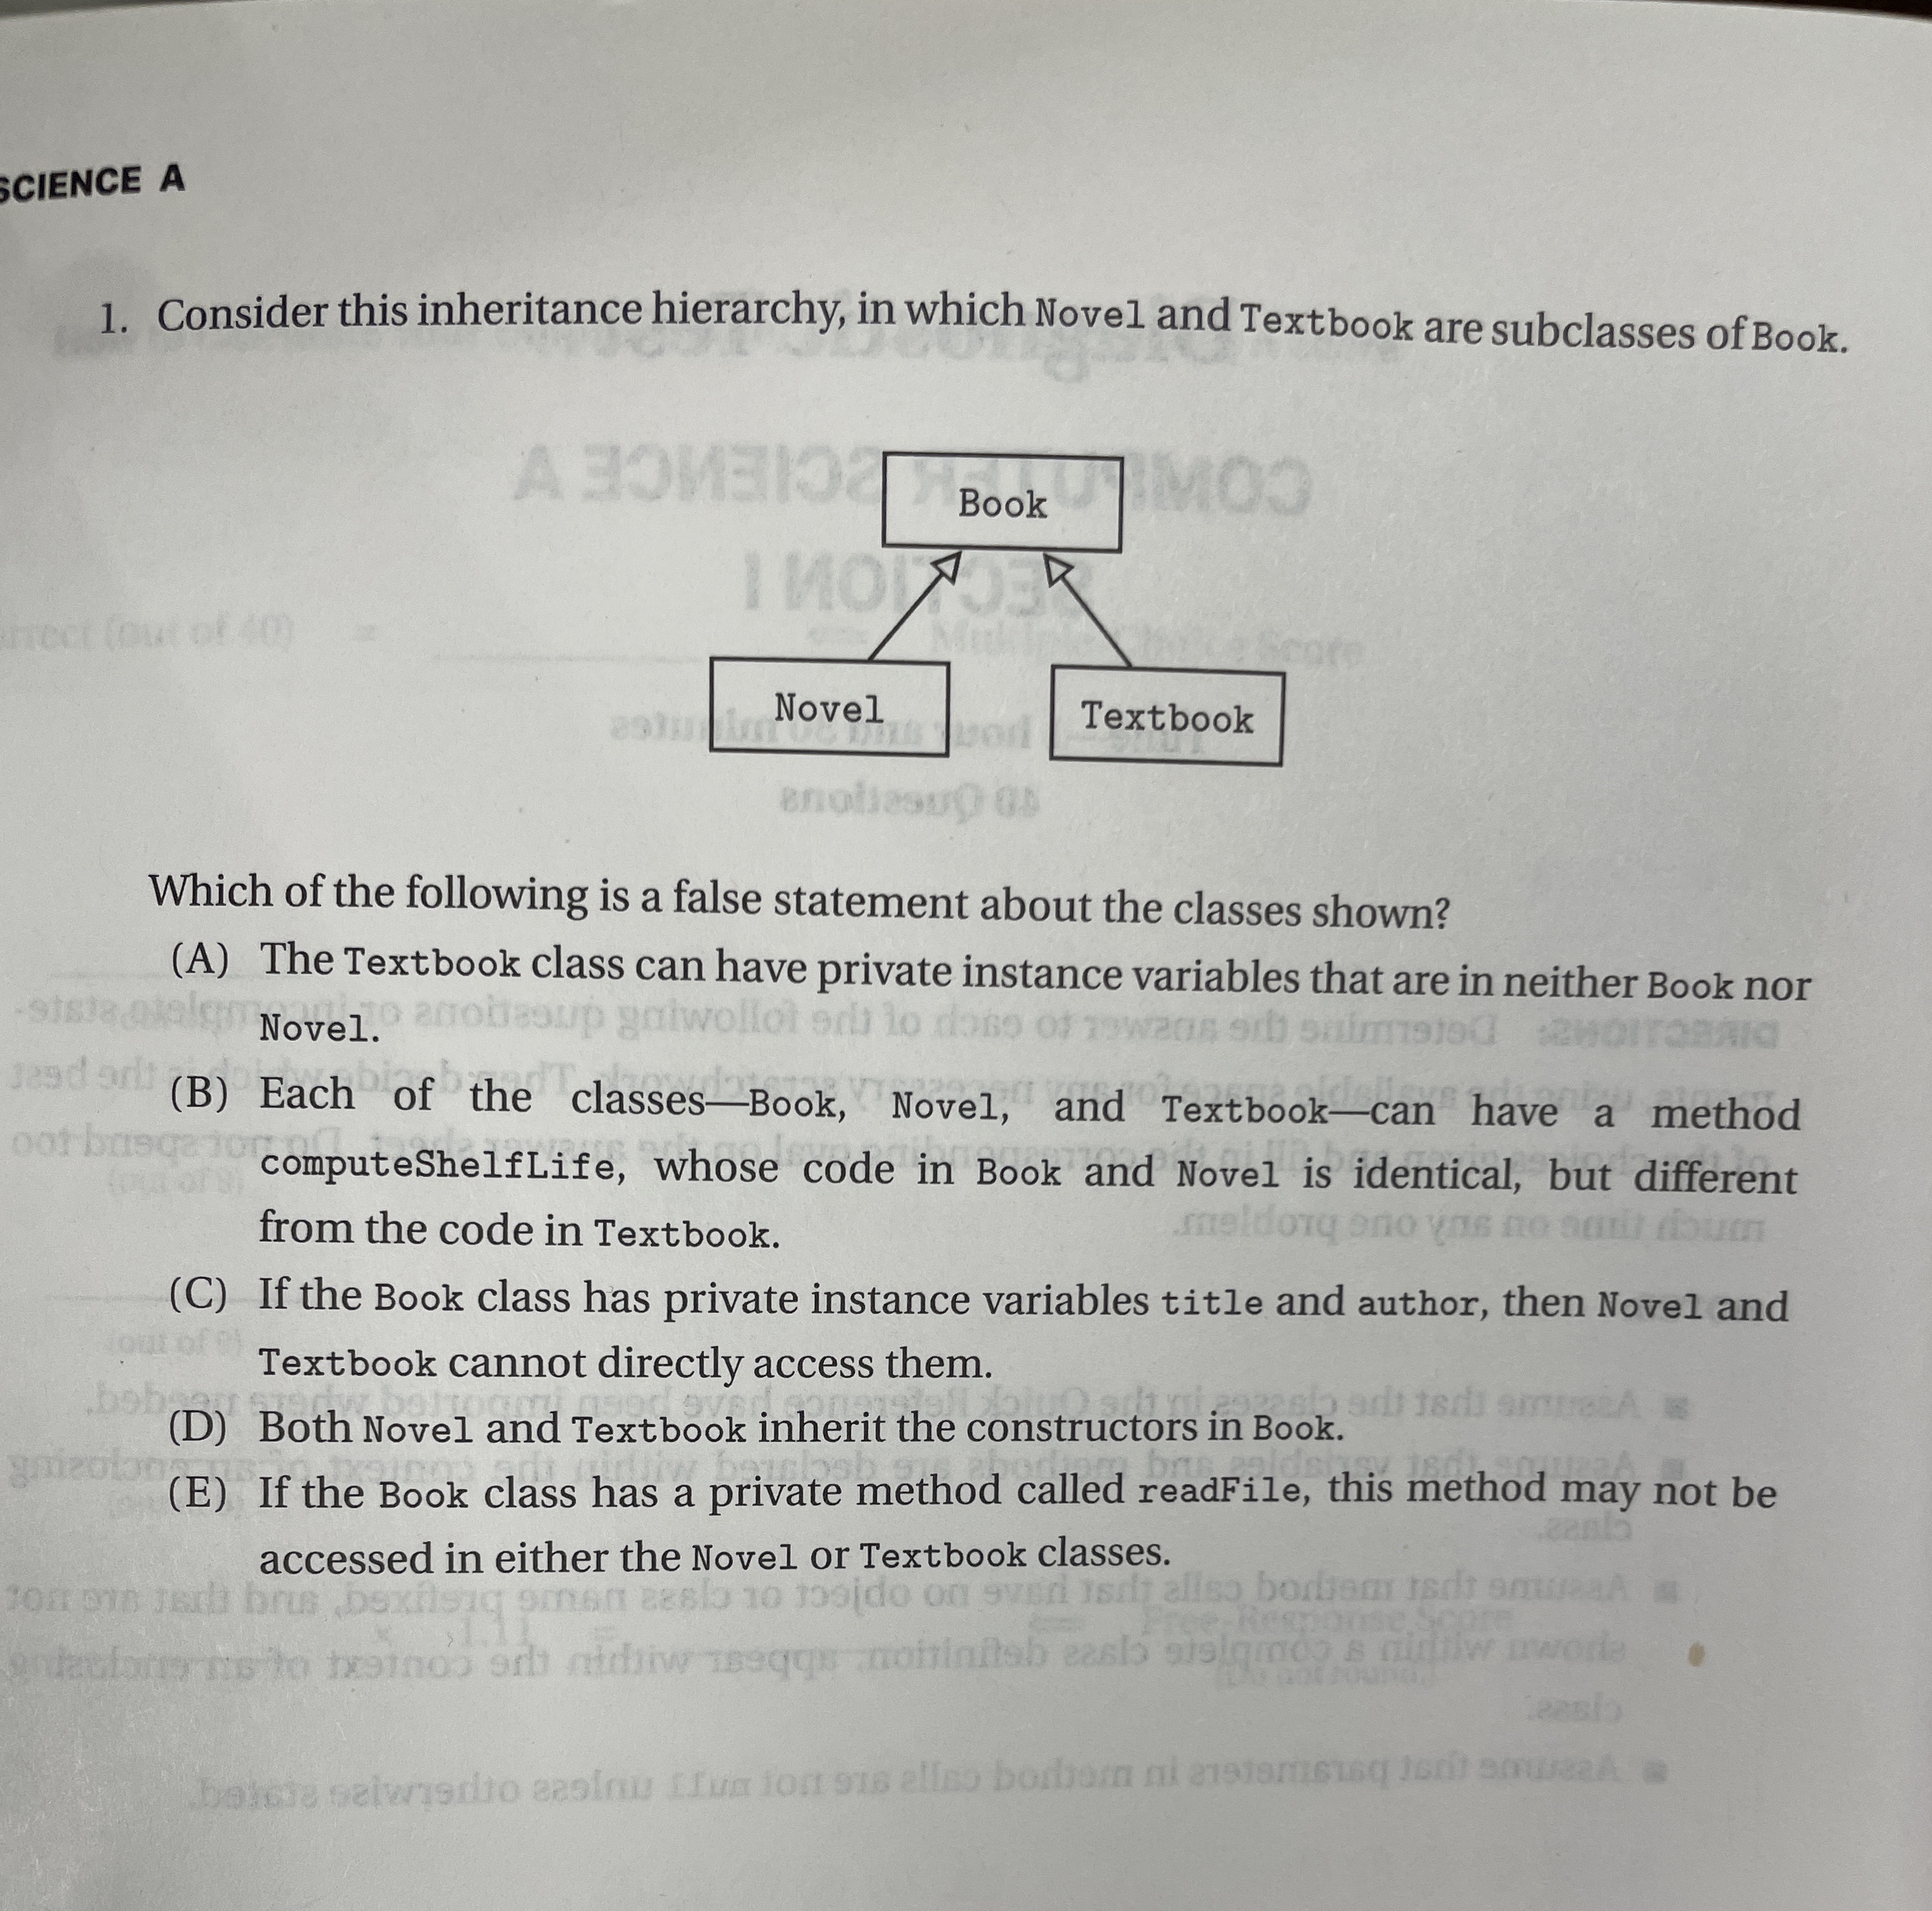 SCIENCE A
1. Consider this inheritance hierarchy, in which Novel and Textbook are subclasses of Book.
Book
Novel
Textbook
Which of the following is a false statement about the classes shown?
(A) The Textbook class can have private instance variables that are in neither Book nor
Novel.
(B) Each of the classes—Book, Novel, and Textbook—can have a method
computeShelfLife, whose code in Book and Novel is identical, but different
from the code in Textbook.
(C) If the Book class has private instance variables title and author, then Novel and
Textbook cannot directly access them.
(D) Both Novel and Textbook inherit the constructors in Book.
(E) If the Book class has a private method called readFile, this method may not be
accessed in either the Novel or Textbook classes.